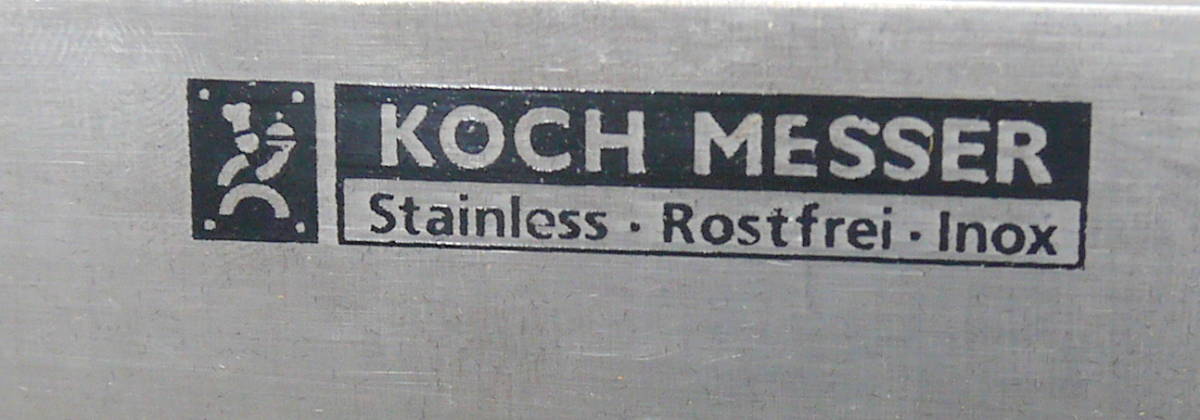 KOCH MESSER
Stainless · Rostfrei · Inox